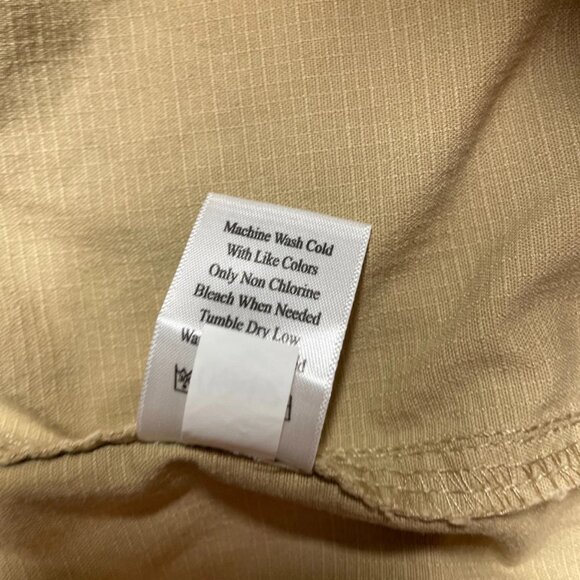 Machine Wash Cold
With Like Colors
Only Non Chlorine
Bleach When Needed
Tumble Dry Low